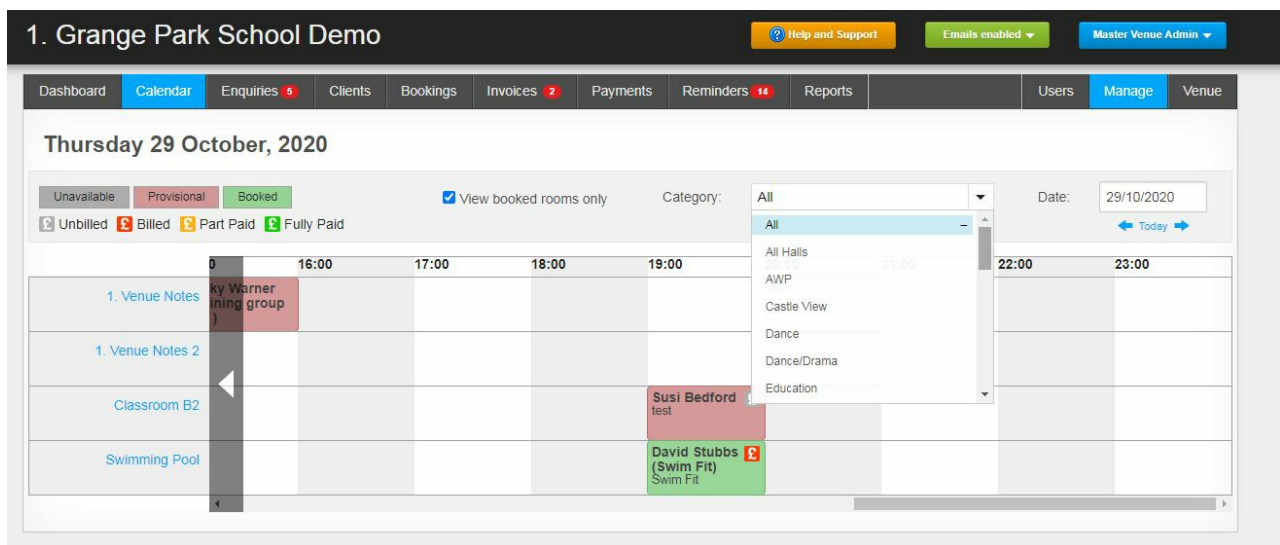 1. Grange Park School Demo
Help and Support
Emails enabled
Master Venue Admin
Dashboard Calendar Enquiries 5 Clients Bookings Invoices 2 Payments Reminders 14 Reports Users Manage Venue
Thursday 29 October, 2020
Unavailable Provisional Booked
View booked rooms only
Category: All
Date: 29/10/2020
£ Unbilled £ Billed £ Part Paid £ Fully Paid
Today
All
All Halls
AWP
Castle View
Dance
Dance/Drama
Education
0 16:00 17:00 18:00 19:00 20:00 21:00 22:00 23:00
1. Venue Notes
ky Warner
ining group
)
1. Venue Notes 2
Classroom B2
Susi Bedford
test
Swimming Pool
David Stubbs £
(Swim Fit)
Swim Fit